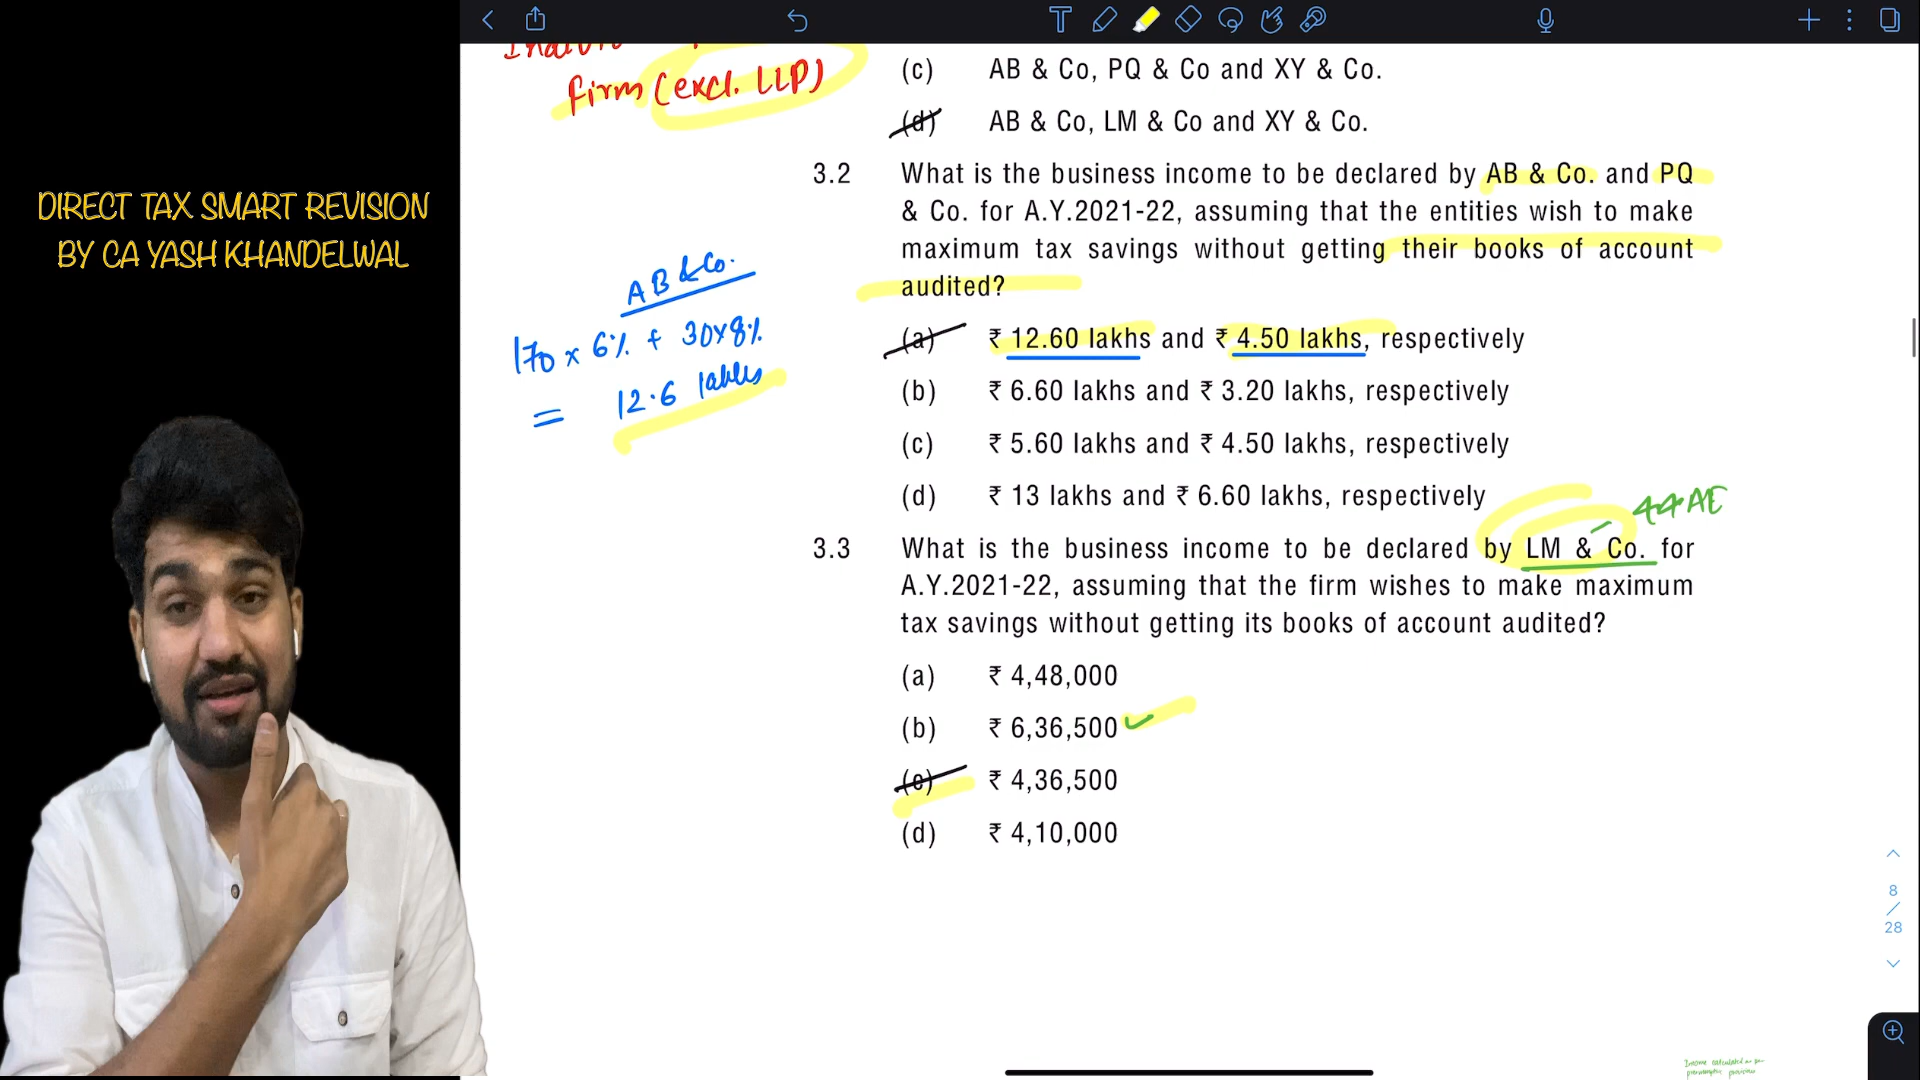 DIRECT TAX SMART REVISION
BY CA YASH KHANDELWAL
firm (excl. LLP)
(c) AB & Co, PQ & Co and XY & Co.
(d) AB & Co, LM & Co and XY & Co.
3.2 What is the business income to be declared by AB & Co. and PQ
& Co. for A.Y.2021-22, assuming that the entities wish to make
maximum tax savings without getting their books of account
audited?
AB & Co.
170 x 6% + 30x8%
= 12.6 lakhs
(a) ₹ 12.60 lakhs and ₹ 4.50 lakhs, respectively
(b) ₹ 6.60 lakhs and ₹ 3.20 lakhs, respectively
(c) ₹ 5.60 lakhs and ₹ 4.50 lakhs, respectively
(d) ₹ 13 lakhs and ₹ 6.60 lakhs, respectively
44AE
3.3 What is the business income to be declared by LM & Co. for
A.Y.2021-22, assuming that the firm wishes to make maximum
tax savings without getting its books of account audited?
(a) ₹ 4,48,000
(b) ₹ 6,36,500
(c) ₹ 4,36,500
(d) ₹ 4,10,000
8
/
28